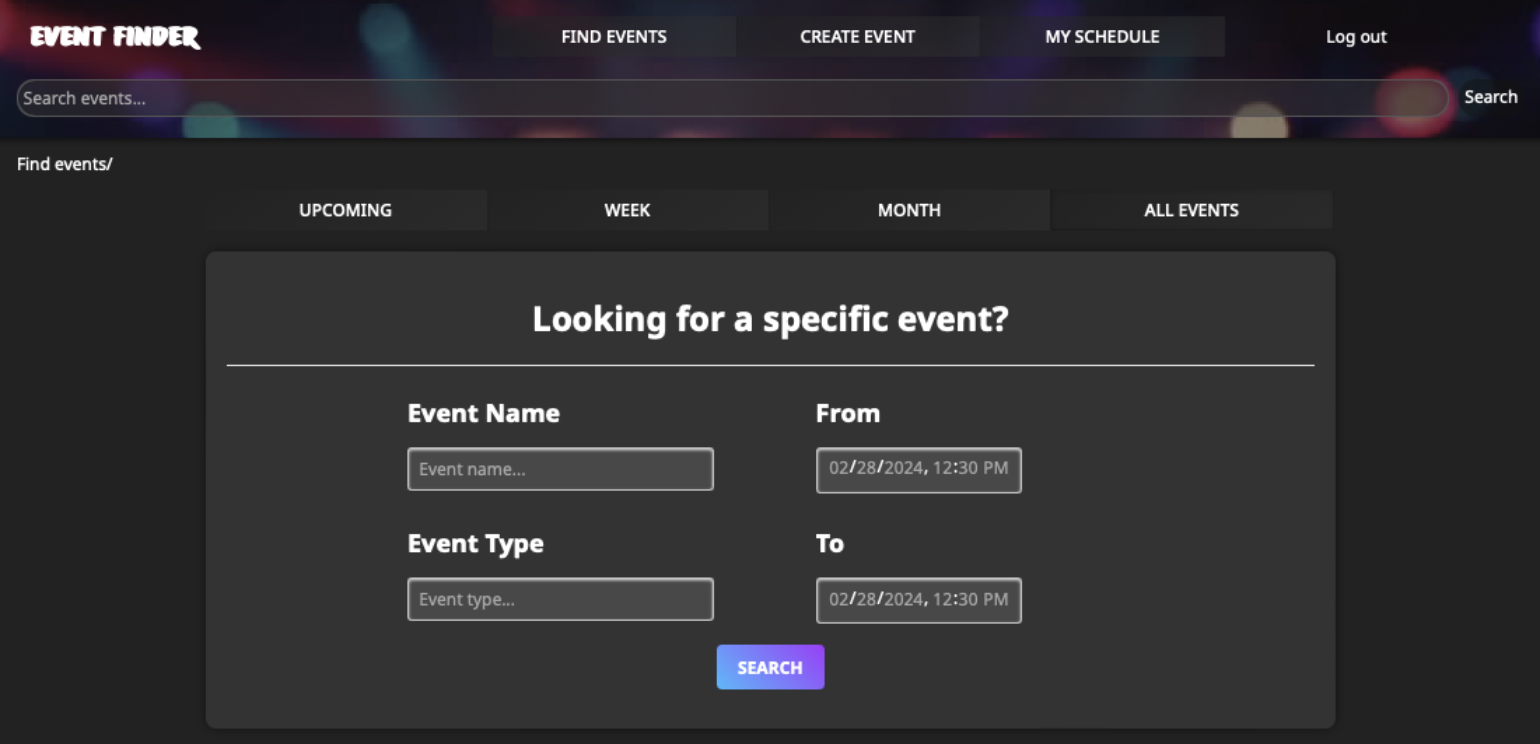 EVENT FINDER FIND EVENTS CREATE EVENT MY SCHEDULE Log out
Search events... Search
Find events/
UPCOMING WEEK MONTH ALL EVENTS
Looking for a specific event?
Event Name From
Event name... 02/28/2024, 12:30 PM
Event Type To
Event type... 02/28/2024, 12:30 PM
SEARCH